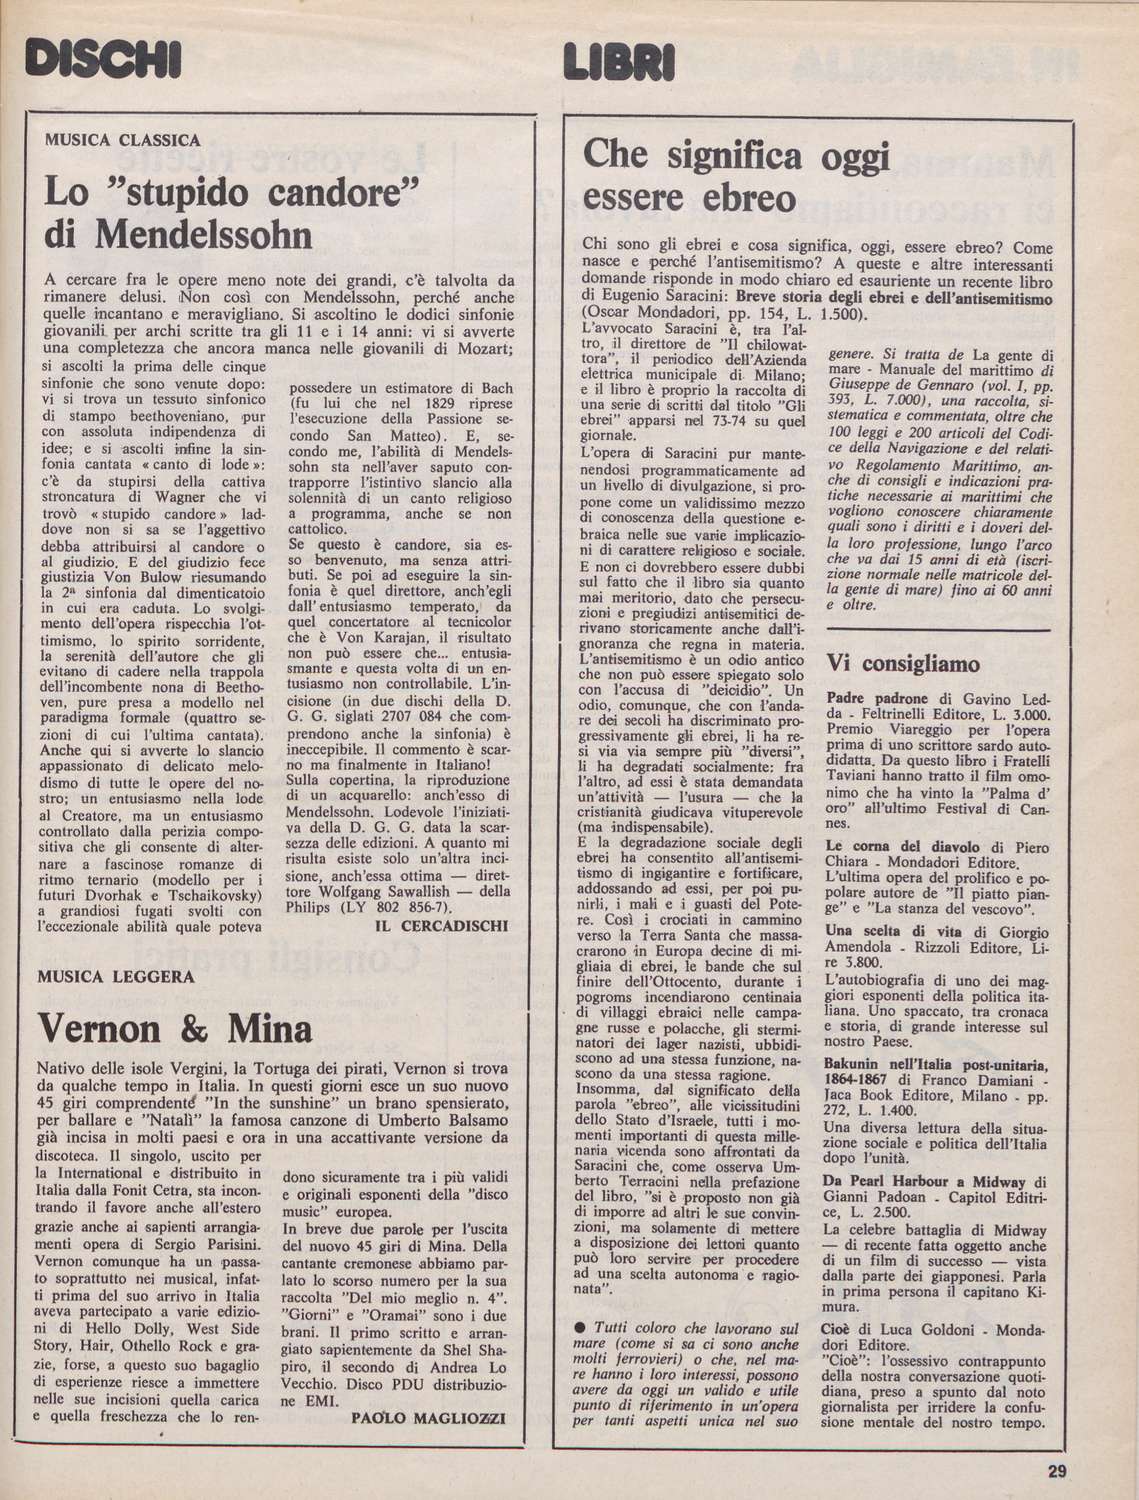 DISCHI
MUSICA CLASSICA
Lo "stupido candore"
di Mendelssohn
A cercare fra le opere meno note dei grandi, c'è talvolta da
rimanere delusi. Non così con Mendelssohn, perché anche
quelle incantano e meravigliano. Si ascoltino le dodici sinfonie
giovanili per archi scritte tra gli 11 e i 14 anni: vi si avverte
una completezza che ancora manca nelle giovanili di Mozart;
si ascolti la prima delle cinque
sinfonie che sono venute dopo:
vi si trova un tessuto sinfonico
di stampo beethoveniano, pur
con assoluta indipendenza di
idee; e si ascolti infine la sin-
fonia cantata « canto di lode »:
c'è da stupirsi della cattiva
stroncatura di Wagner che vi
trovò « stupido candore » lad-
dove non si sa se l'aggettivo
debba attribuirsi al candore o
al giudizio. E del giudizio fece
giustizia Von Bulow riesumando
la 2ª sinfonia dal dimenticatoio
in cui era caduta. Lo svolgi-
mento dell'opera rispecchia l'ot-
timismo, lo spirito sorridente,
la serenità dell'autore che gli
evitano di cadere nella trappola
dell'incombente nona di Beetho-
ven, pure presa a modello nel
paradigma formale (quattro se-
zioni di cui l'ultima cantata).
Anche qui si avverte lo slancio
appassionato di delicato melo-
dismo di tutte le opere del no-
stro; un entusiasmo nella lode
al Creatore, ma un entusiasmo
controllato dalla perizia compo-
sitiva che gli consente di alter-
nare a fascinose romanze di
ritmo ternario (modello per i
futuri Dvorhak e Tschaikovsky)
a grandiosi fugati svolti con
l'eccezionale abilità quale poteva
possedere un estimatore di Bach
(fu lui che nel 1829 riprese
l'esecuzione della Passione se-
condo San Matteo). E, se-
condo me, l'abilità di Mendels-
sohn sta nell'aver saputo con-
trapporre l'istintivo slancio alla
solennità di un canto religioso
a programma, anche se non
cattolico.
Se questo è candore, sia es-
so benvenuto, ma senza attri-
buti. Se poi ad eseguire la sin-
fonia è quel direttore, anch'egli
dall'entusiasmo temperato, da
quel concertatore al tecnicolor
che è Von Karajan, il risultato
non può essere che... entusia-
smante e questa volta di un en-
tusiasmo non controllabile. L'in-
cisione (in due dischi della D.
G. G. siglati 2707 084 che com-
prendono anche la sinfonia) è
ineccepibile. Il commento è scar-
no ma finalmente in Italiano!
Sulla copertina, la riproduzione
di un acquarello: anch'esso di
Mendelssohn. Lodevole l'iniziati-
va della D. G. G. data la scar-
sezza delle edizioni. A quanto mi
risulta esiste solo un'altra inci-
sione, anch'essa ottima — diret-
tore Wolfgang Sawallish — della
Philips (LY 802 856-7).
IL CERCADISCHI
MUSICA LEGGERA
Vernon & Mina
Nativo delle isole Vergini, la Tortuga dei pirati, Vernon si trova
da qualche tempo in Italia. In questi giorni esce un suo nuovo
45 giri comprendente "In the sunshine" un brano spensierato,
per ballare e "Natali" la famosa canzone di Umberto Balsamo
già incisa in molti paesi e ora in una accattivante versione da
discoteca. Il singolo, uscito per
la International e distribuito in
Italia dalla Fonit Cetra, sta incon-
trando il favore anche all'estero
grazie anche ai sapienti arrangia-
menti opera di Sergio Parisini.
Vernon comunque ha un passa-
to soprattutto nei musical, infat-
ti prima del suo arrivo in Italia
aveva partecipato a varie edizio-
ni di Hello Dolly, West Side
Story, Hair, Othello Rock e gra-
zie, forse, a questo suo bagaglio
di esperienze riesce a immettere
nelle sue incisioni quella carica
e quella freschezza che lo ren-
dono sicuramente tra i più validi
e originali esponenti della "disco
music" europea.
In breve due parole per l'uscita
del nuovo 45 giri di Mina. Della
cantante cremonese abbiamo par-
lato lo scorso numero per la sua
raccolta "Del mio meglio n. 4".
"Giorni" e "Oramai" sono i due
brani. Il primo scritto e arran-
giato sapientemente da Shel Sha-
piro, il secondo di Andrea Lo
Vecchio. Disco PDU distribuzio-
ne EMI.
PAOLO MAGLIOZZI
LIBRI
Che significa oggi
essere ebreo
Chi sono gli ebrei e cosa significa, oggi, essere ebreo? Come
nasce e perché l'antisemitismo? A queste e altre interessanti
domande risponde in modo chiaro ed esauriente un recente libro
di Eugenio Saracini: Breve storia degli ebrei e dell'antisemitismo
(Oscar Mondadori, pp. 154, L. 1.500).
L'avvocato Saracini è, tra l'al-
tro, il direttore de "Il chilowat-
tora", il periodico dell'Azienda
elettrica municipale di Milano;
e il libro è proprio la raccolta di
una serie di scritti dal titolo "Gli
ebrei" apparsi nel 73-74 su quel
giornale.
L'opera di Saracini pur mante-
nendosi programmaticamente ad
un livello di divulgazione, si pro-
pone come un validissimo mezzo
di conoscenza della questione e-
braica nelle sue varie implicazio-
ni di carattere religioso e sociale.
E non ci dovrebbero essere dubbi
sul fatto che il libro sia quanto
mai meritorio, dato che persecu-
zioni e pregiudizi antisemitici de-
rivano storicamente anche dall'i-
gnoranza che regna in materia.
L'antisemitismo è un odio antico
che non può essere spiegato solo
con l'accusa di "deicidio". Un
odio, comunque, che con l'anda-
re dei secoli ha discriminato pro-
gressivamente gli ebrei, li ha re-
si via via sempre più "diversi",
li ha degradati socialmente: fra
l'altro, ad essi è stata demandata
un'attività — l'usura — che la
cristianità giudicava vituperevole
(ma indispensabile).
E la degradazione sociale degli
ebrei ha consentito all'antisemi-
tismo di ingigantire e fortificare,
addossando ad essi, per poi pu-
nirli, i mali e i guasti del Pote-
re. Così i crociati in cammino
verso la Terra Santa che massa-
crarono in Europa decine di mi-
gliaia di ebrei, le bande che sul
finire dell'Ottocento, durante i
pogroms incendiarono centinaia
di villaggi ebraici nelle campa-
gne russe e polacche, gli stermi-
natori dei lager nazisti, ubbidi-
scono ad una stessa funzione, na-
scono da una stessa ragione.
Insomma, dal significato della
parola "ebreo", alle vicissitudini
dello Stato d'Israele, tutti i mo-
menti importanti di questa mille-
naria vicenda sono affrontati da
Saracini che, come osserva Um-
berto Terracini nella prefazione
del libro, "si è proposto non già
di imporre ad altri le sue convin-
zioni, ma solamente di mettere
a disposizione dei lettori quanto
può loro servire per procedere
ad una scelta autonoma e ragio-
nata".
● Tutti coloro che lavorano sul
mare (come si sa ci sono anche
molti ferrovieri) o che, nel ma-
re hanno i loro interessi, possono
avere da oggi un valido e utile
punto di riferimento in un'opera
per tanti aspetti unica nel suo
genere. Si tratta de La gente di
mare - Manuale del marittimo di
Giuseppe de Gennaro (vol. I, pp.
393, L. 7.000), una raccolta, si-
stematica e commentata, oltre che
100 leggi e 200 articoli del Codi-
ce della Navigazione e del relati-
vo Regolamento Marittimo, an-
che di consigli e indicazioni pra-
tiche necessarie ai marittimi che
vogliono conoscere chiaramente
quali sono i diritti e i doveri del-
la loro professione, lungo l'arco
che va dai 15 anni di età (iscri-
zione normale nelle matricole del-
la gente di mare) fino ai 60 anni
e oltre.
Vi consigliamo
Padre padrone di Gavino Led-
da - Feltrinelli Editore, L. 3.000.
Premio Viareggio per l'opera
prima di uno scrittore sardo auto-
didatta. Da questo libro i Fratelli
Taviani hanno tratto il film omo-
nimo che ha vinto la "Palma d'
oro" all'ultimo Festival di Can-
nes.
Le corna del diavolo di Piero
Chiara - Mondadori Editore.
L'ultima opera del prolifico e po-
polare autore de "Il piatto pian-
ge" e "La stanza del vescovo".
Una scelta di vita di Giorgio
Amendola - Rizzoli Editore, Li-
re 3.800.
L'autobiografia di uno dei mag-
giori esponenti della politica ita-
liana. Uno spaccato, tra cronaca
e storia, di grande interesse sul
nostro Paese.
Bakunin nell'Italia post-unitaria,
1864-1867 di Franco Damiani -
Jaca Book Editore, Milano - pp.
272, L. 1.400.
Una diversa lettura della situa-
zione sociale e politica dell'Italia
dopo l'unità.
Da Pearl Harbour a Midway di
Gianni Padoan - Capitol Editri-
ce, L. 2.500.
La celebre battaglia di Midway
— di recente fatta oggetto anche
di un film di successo — vista
dalla parte dei giapponesi. Parla
in prima persona il capitano Ki-
mura.
Cioè di Luca Goldoni - Monda-
dori Editore.
"Cioè": l'ossessivo contrappunto
della nostra conversazione quoti-
diana, preso a spunto dal noto
giornalista per irridere la confu-
sione mentale del nostro tempo.
29